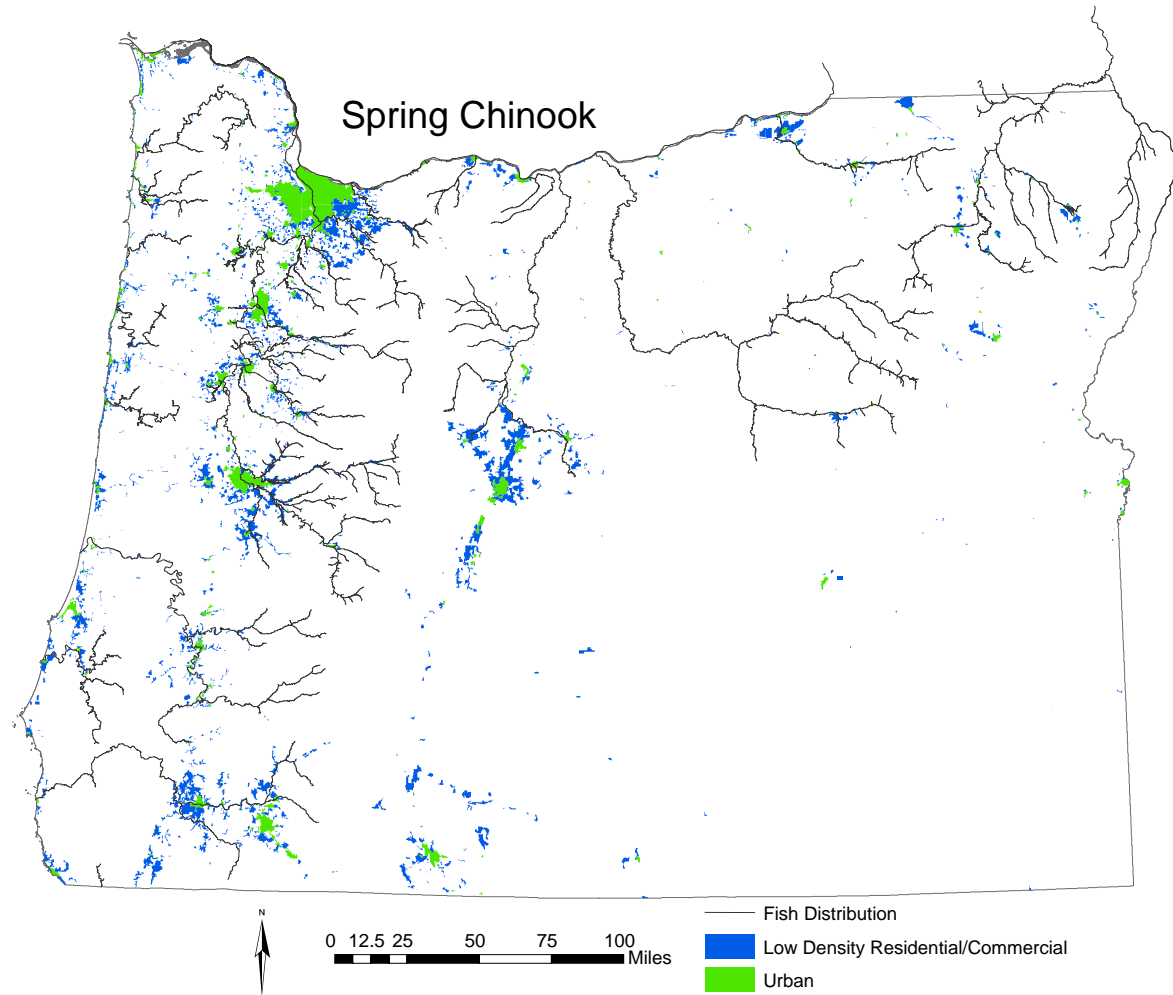 Spring Chinook
N
0 12.5 25 50 75 100
Miles
Fish Distribution
Low Density Residential/Commercial
Urban